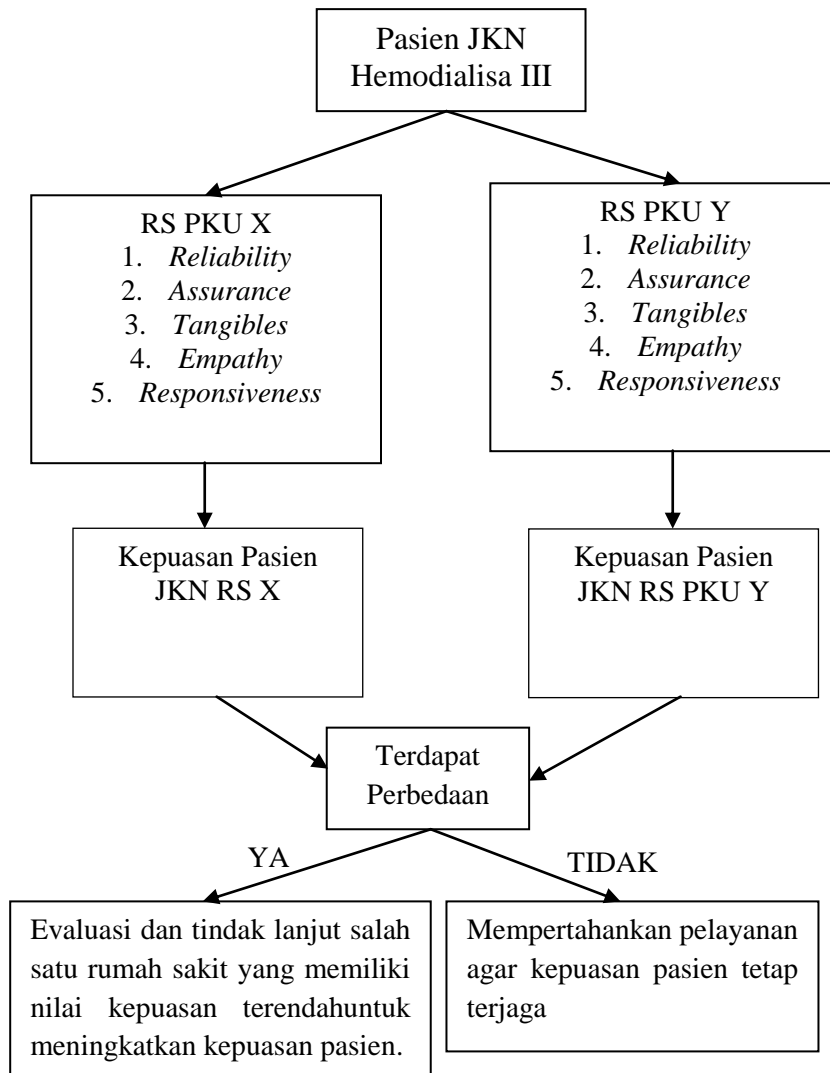 Pasien JKN
Hemodialisa III
RS PKU X
1. Reliability
2. Assurance
3. Tangibles
4. Empathy
5. Responsiveness
RS PKU Y
1. Reliability
2. Assurance
3. Tangibles
4. Empathy
5. Responsiveness
Kepuasan Pasien
JKN RS X
Kepuasan Pasien
JKN RS PKU Y
Terdapat
Perbedaan
YA
TIDAK
Evaluasi dan tindak lanjut salah
satu rumah sakit yang memiliki
nilai kepuasan terendahuntuk
meningkatkan kepuasan pasien.
Mempertahankan pelayanan
agar kepuasan pasien tetap
terjaga